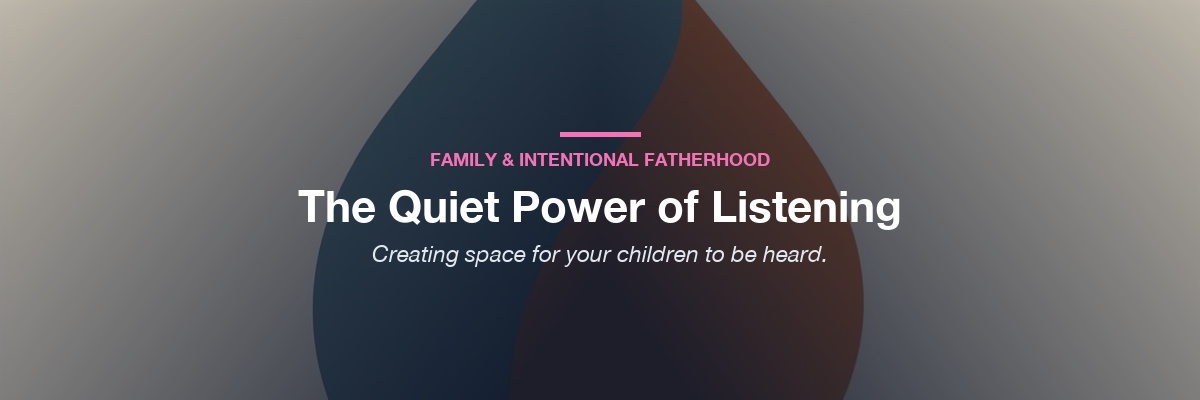 FAMILY & INTENTIONAL FATHERHOOD
The Quiet Power of Listening
Creating space for your children to be heard.